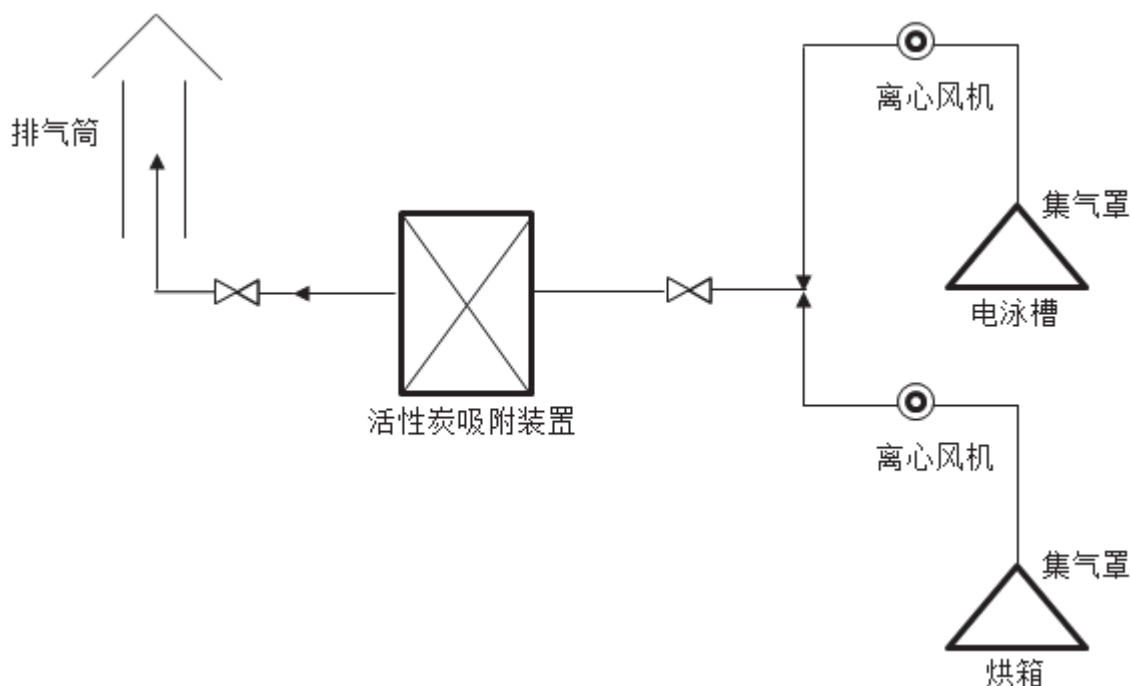 离心风机
排气筒
集气罩
电泳槽
活性炭吸附装置
离心风机
集气罩
烘箱